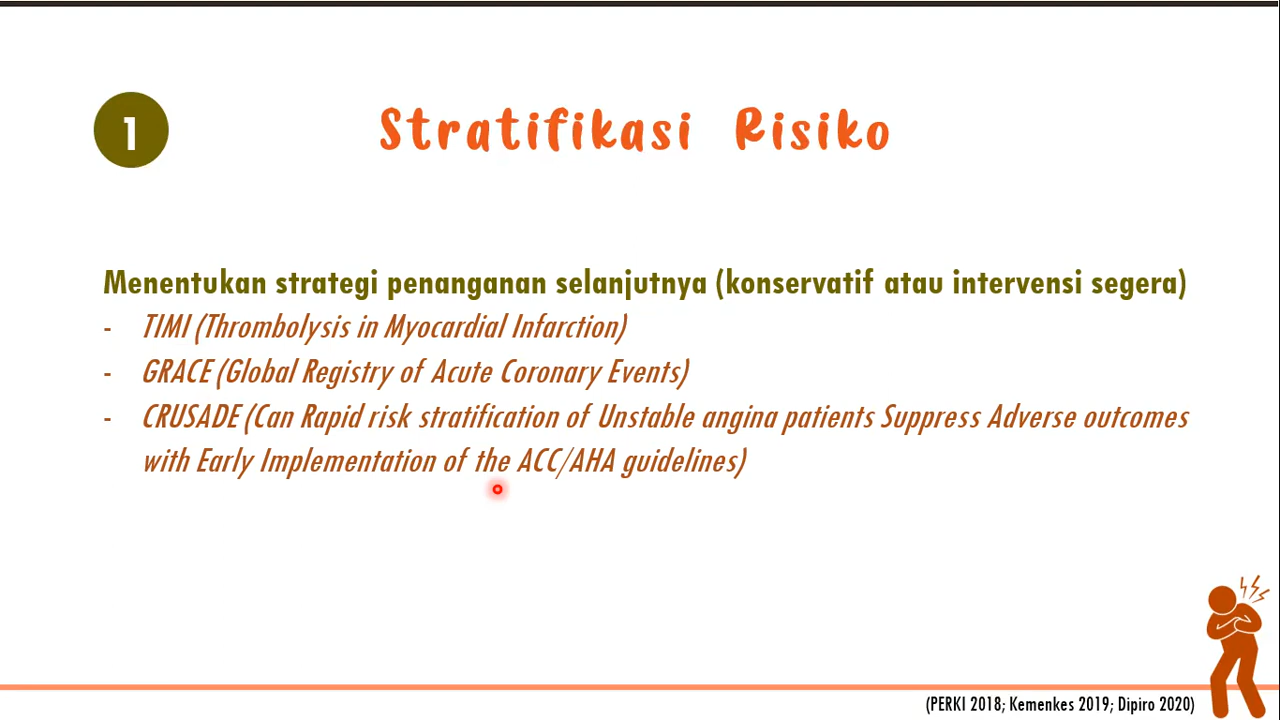 1
Stratifikasi Risiko
Menentukan strategi penanganan selanjutnya (konservatif atau intervensi segera)
- TIMI (Thrombolysis in Myocardial Infarction)
- GRACE (Global Registry of Acute Coronary Events)
- CRUSADE (Can Rapid risk stratification of Unstable angina patients Suppress Adverse outcomes
with Early Implementation of the ACC/AHA guidelines)
(PERKI 2018; Kemenkes 2019; Dipiro 2020)